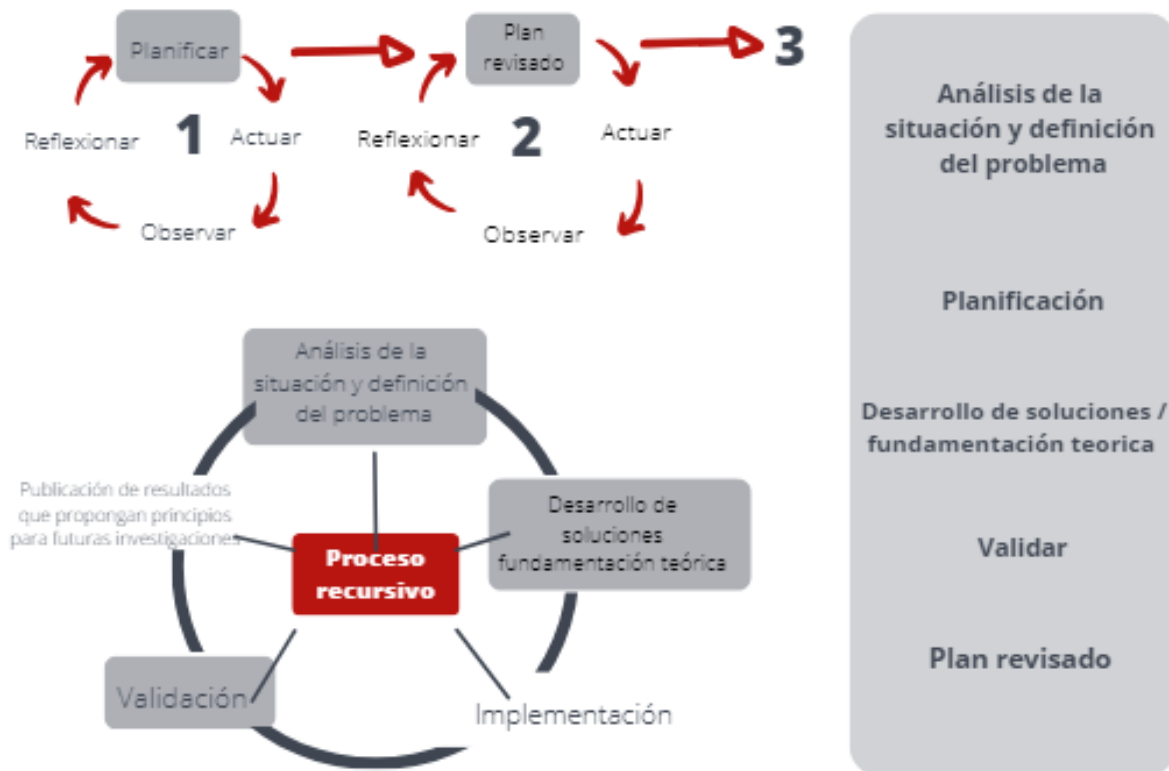 Planificar
Reflexionar
1
Actuar
Observar
Plan
revisado
Reflexionar
2
Actuar
Observar
3
Análisis de la
situación y definición
del problema
Publicación de resultados
que propongan principios
para futuras investigaciones
Desarrollo de
soluciones
fundamentación teórica
Proceso
recursivo
Validación
Implementación
Análisis de la
situación y definición
del problema
Planificación
Desarrollo de soluciones /
fundamentación teorica
Validar
Plan revisado